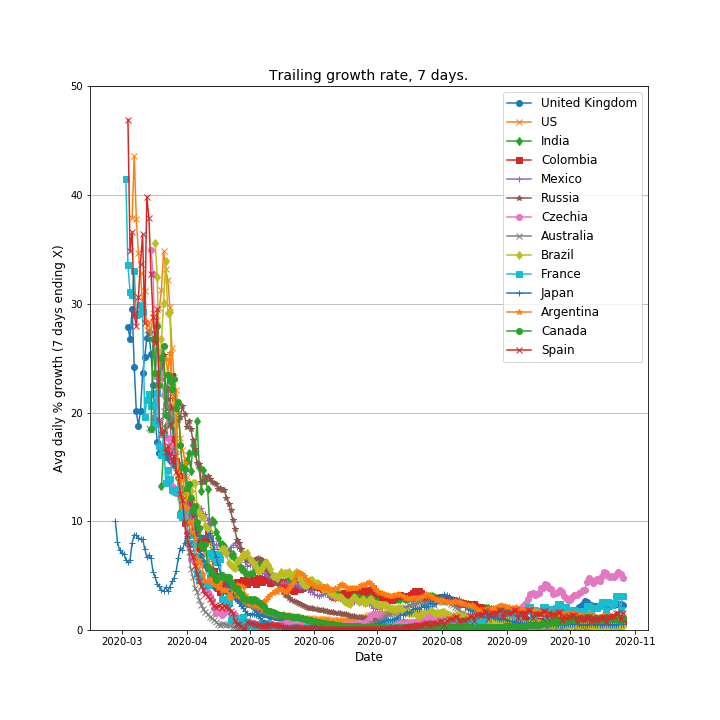 Trailing growth rate, 7 days.
50
40
30
20
10
0
Avg daily % growth (7 days ending X)
United Kingdom
US
India
Colombia
Mexico
Russia
Czechia
Australia
Brazil
France
Japan
Argentina
Canada
Spain
2020-03 2020-04 2020-05 2020-06 2020-07 2020-08 2020-09 2020-10 2020-11
Date